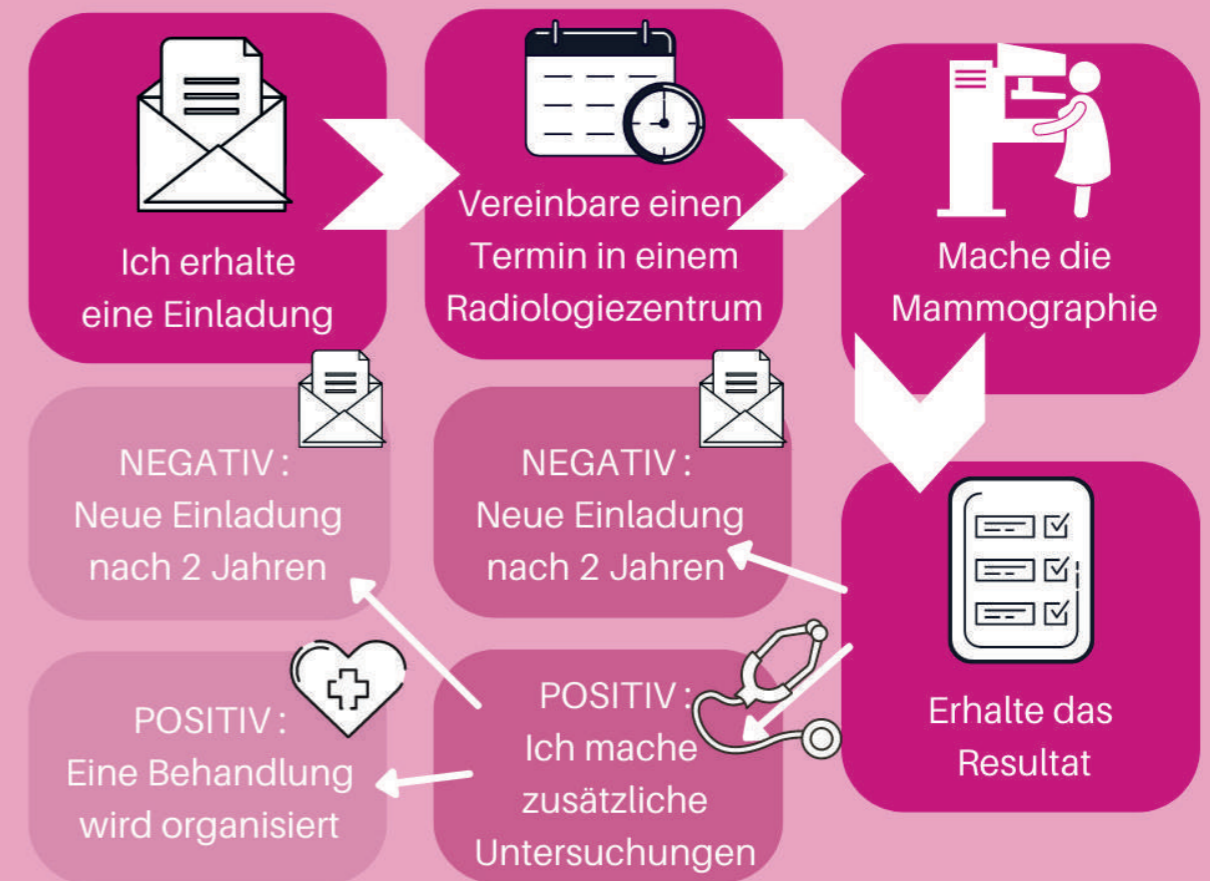 Ich erhalte
eine Einladung
Vereinbare einen
Termin in einem
Radiologiezentrum
Mache die
Mammographie
Erhalte das
Resultat
NEGATIV :
Neue Einladung
nach 2 Jahren
POSITIV :
Ich mache
zusätzliche
Untersuchungen
NEGATIV :
Neue Einladung
nach 2 Jahren
POSITIV :
Eine Behandlung
wird organisiert